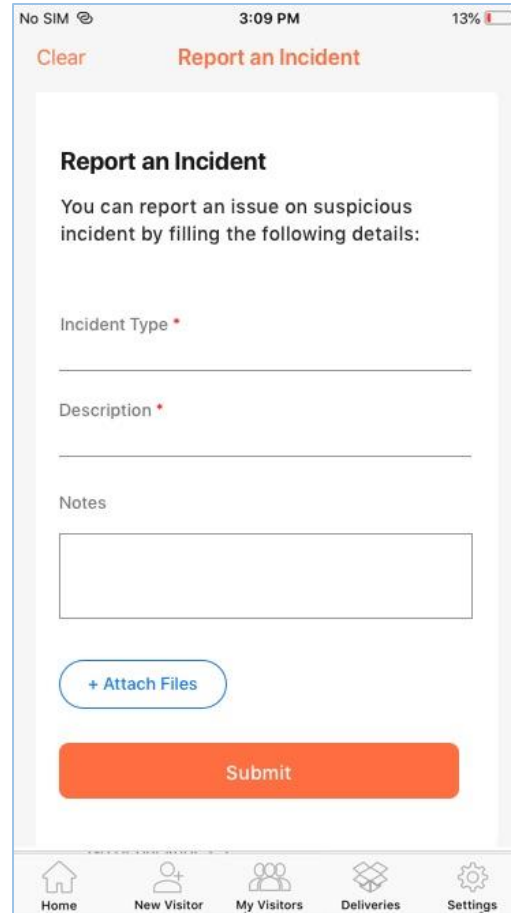 No SIM 3:09 PM 13%
Clear Report an Incident
Report an Incident
You can report an issue on suspicious
incident by filling the following details:
Incident Type *
Description *
Notes
+ Attach Files
Submit
Home New Visitor My Visitors Deliveries Settings